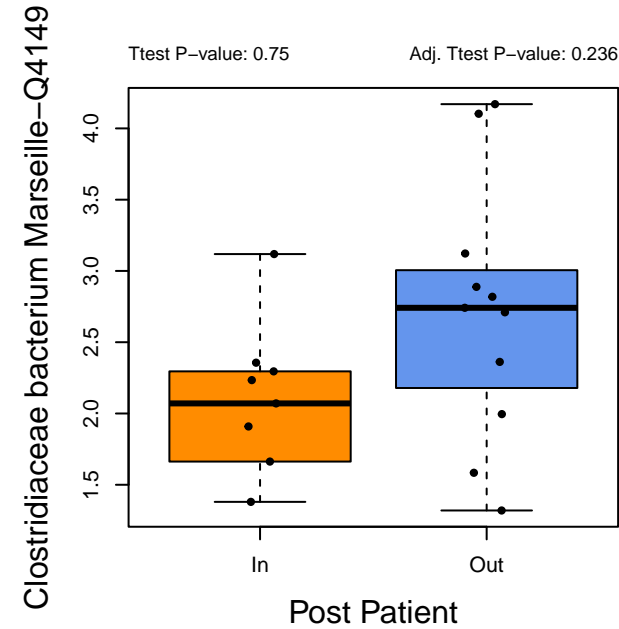 Ttest P−value: 0.75
Adj. Ttest P−value: 0.236
Clostridiaceae bacterium Marseille−Q4149
4.0
3.5
3.0
2.5
2.0
1.5
In
Out
Post Patient